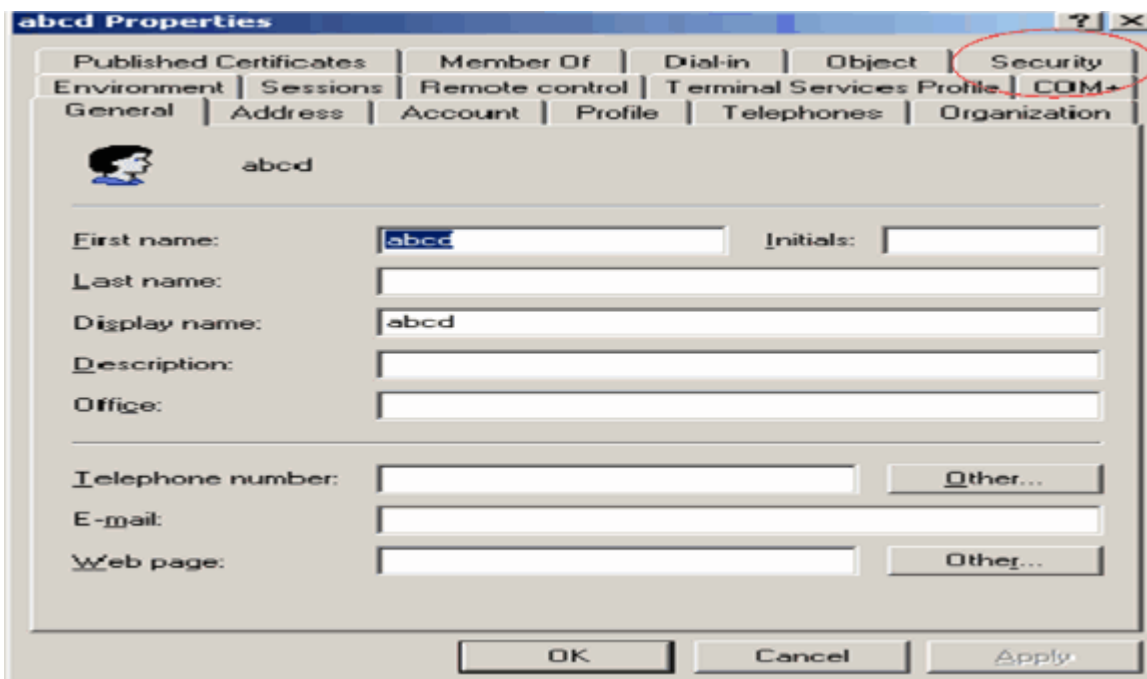 abcd Properties
Published Certificates Member Of Dial-in Object Security
Environment Sessions Remote control Terminal Services Profile COM+
General Address Account Profile Telephones Organization
abcd
First name: abcd Initials:
Last name:
Display name: abcd
Description:
Office:
Telephone number: Other...
E-mail:
Web page: Other...
OK Cancel Apply